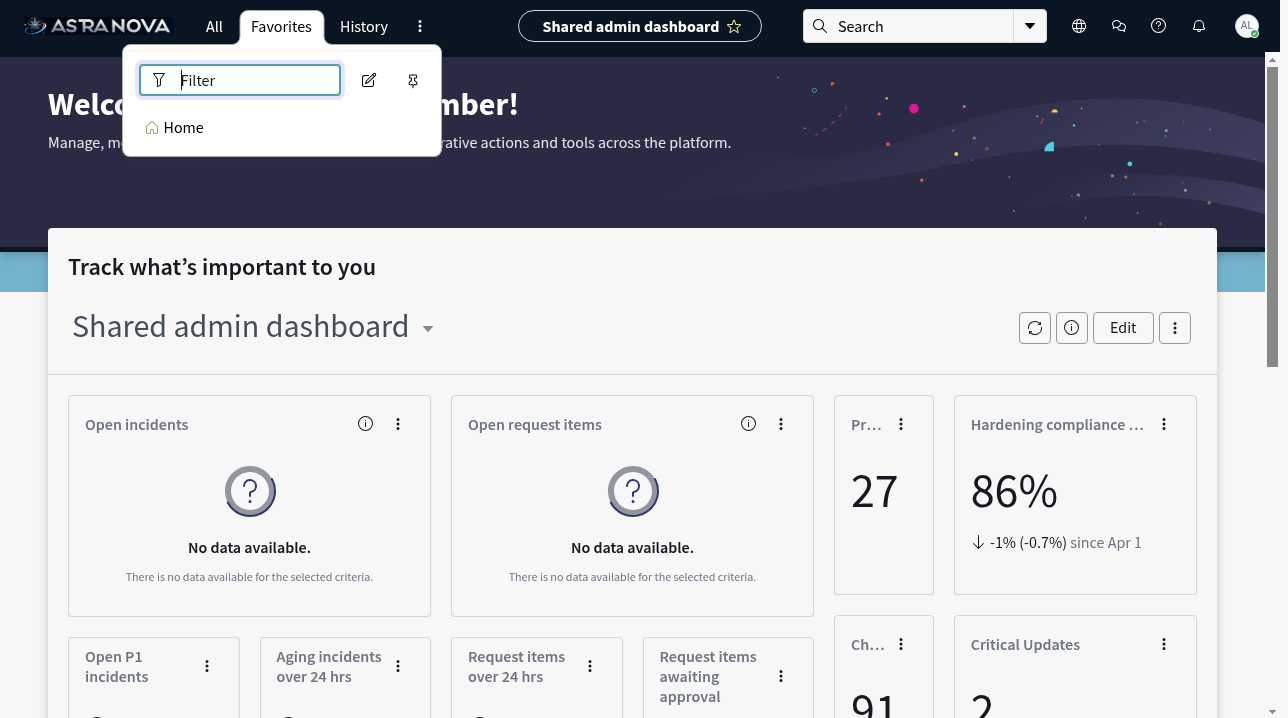 ASTRANOVA
All
Favorites
History
Shared admin dashboard
Search
AL
Filter
Home
Welco
mber!
Manage, m
rative actions and tools across the platform.
Track what's important to you
Shared admin dashboard
Edit
Open incidents
No data available.
There is no data available for the selected criteria.
Open request items
No data available.
There is no data available for the selected criteria.
Pr...
27
Hardening compliance ...
86%
-1% (-0.7%) since Apr 1
Open P1
incidents
Aging incidents
over 24 hrs
Request items
over 24 hrs
Request items
awaiting
approval
Ch...
91
Critical Updates
2